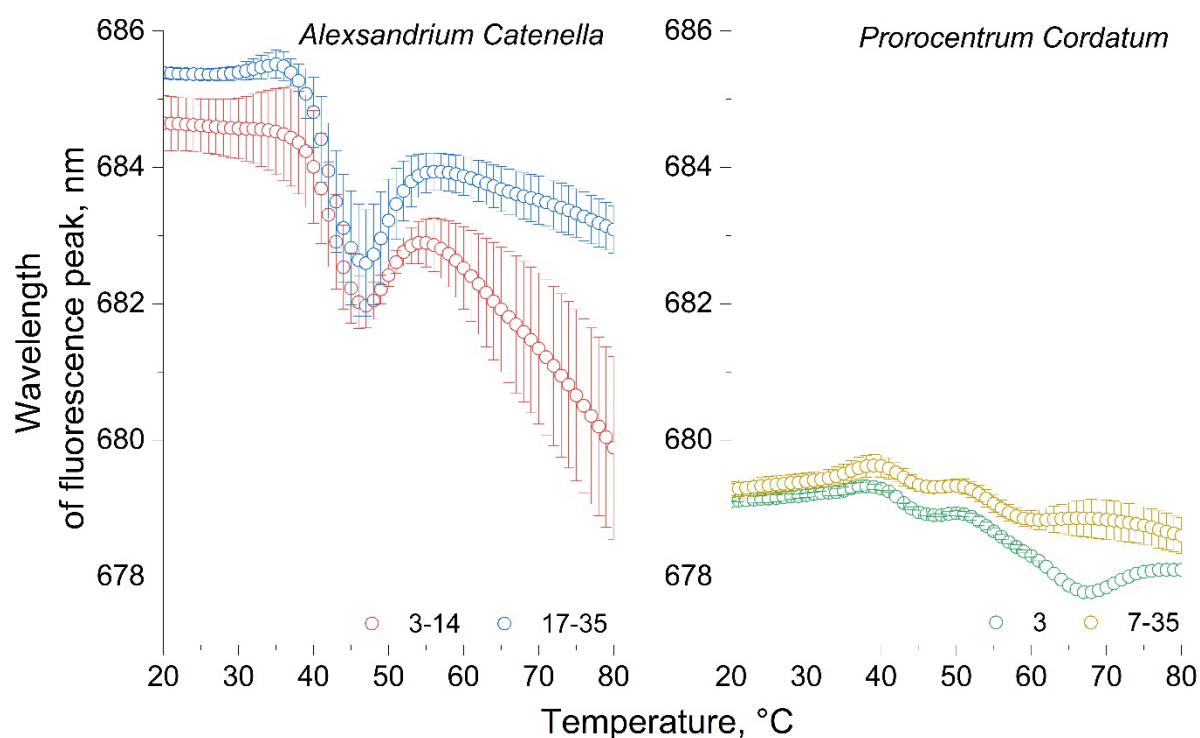 Alexsandrium Catenella
Prorocentrum Cordatum
Wavelength
of fluorescence peak, nm
686
684
682
680
678
686
684
682
680
678
3-14 17-35
3 7-35
20 30 40 50 60 70 80
20 30 40 50 60 70 80
Temperature, °C